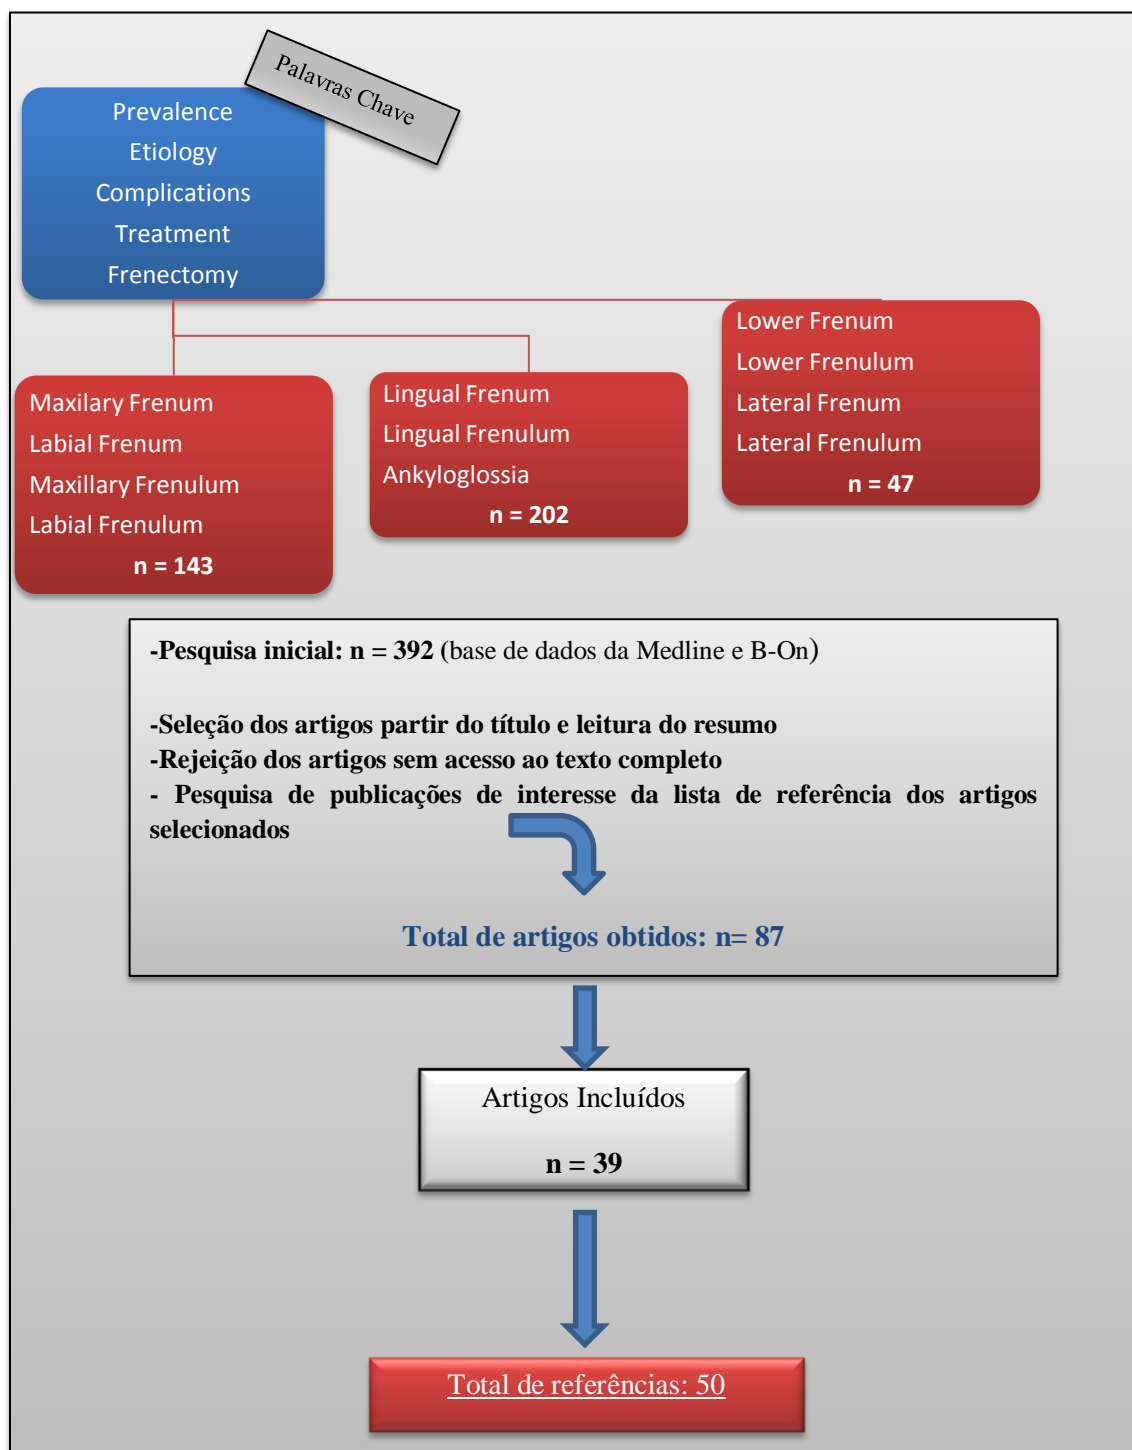 Palavras Chave
Prevalence
Etiology
Complications
Treatment
Frenectomy
Maxilary Frenum
Labial Frenum
Maxillary Frenulum
Labial Frenulum
n = 143
Lingual Frenum
Lingual Frenulum
Ankyloglossia
n = 202
Lower Frenum
Lower Frenulum
Lateral Frenum
Lateral Frenulum
n = 47
-Pesquisa inicial: n = 392 (base de dados da Medline e B-On)
-Seleção dos artigos partir do título e leitura do resumo
-Rejeição dos artigos sem acesso ao texto completo
- Pesquisa de publicações de interesse da lista de referência dos artigos
selecionados
Total de artigos obtidos: n= 87
Artigos Incluídos
n = 39
Total de referências: 50